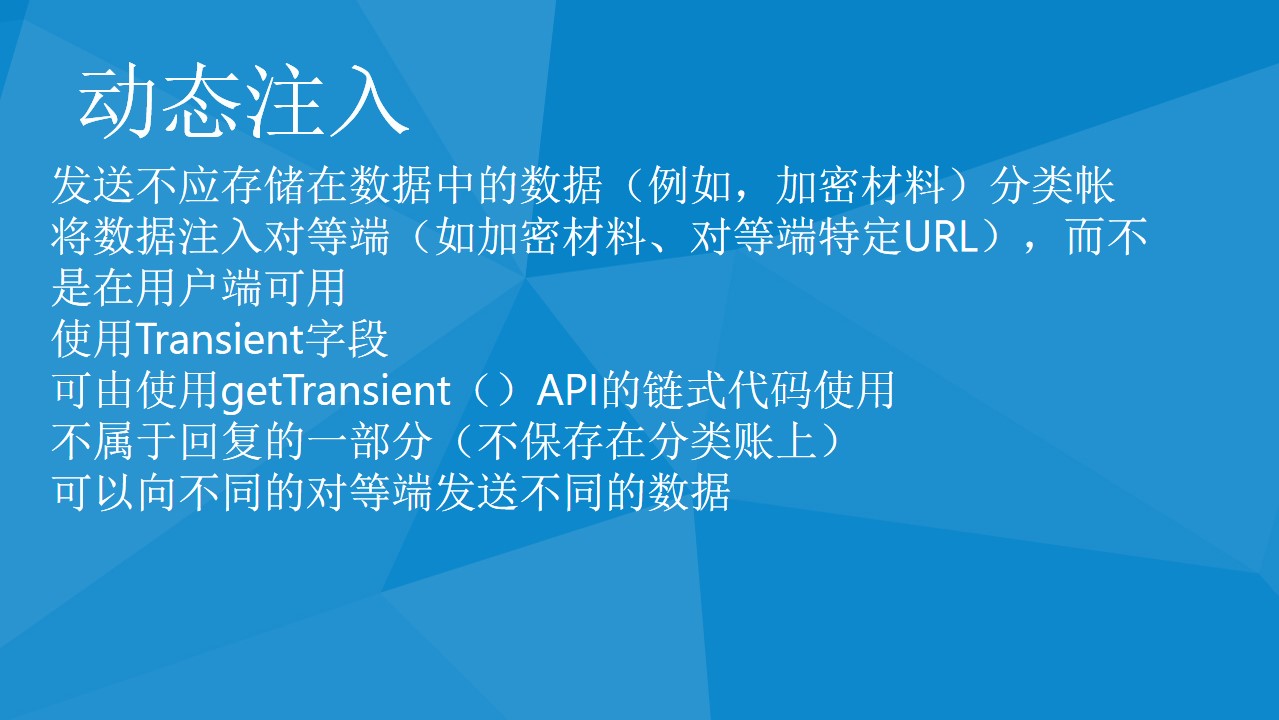 动态注入
发送不应存储在数据中的数据（例如，加密材料）分类帐
将数据注入对等端（如加密材料、对等端特定URL），而不
是在用户端可用
使用Transient字段
可由使用getTransient（）API的链式代码使用
不属于回复的一部分（不保存在分类账上）
可以向不同的对等端发送不同的数据